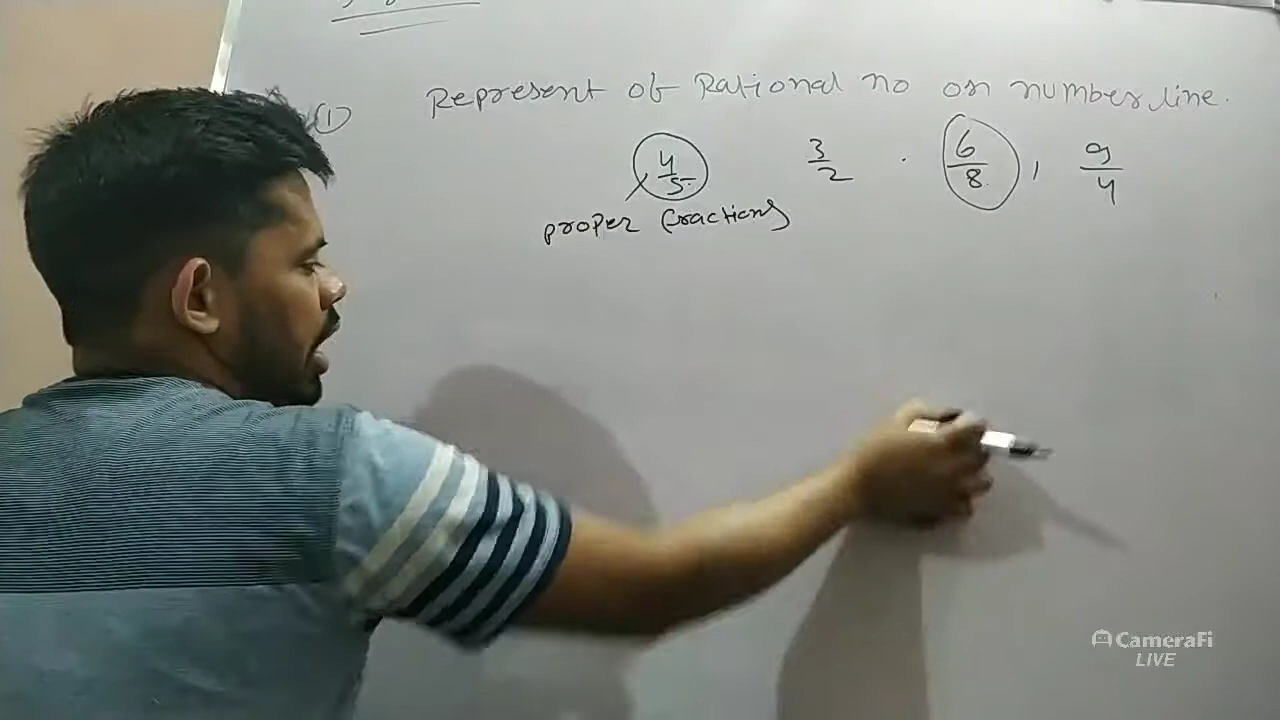 (1) Represent of Rational no on number line.
4/5 3/2 . 6/8 , 9/4
proper fractions
CameraFi
LIVE